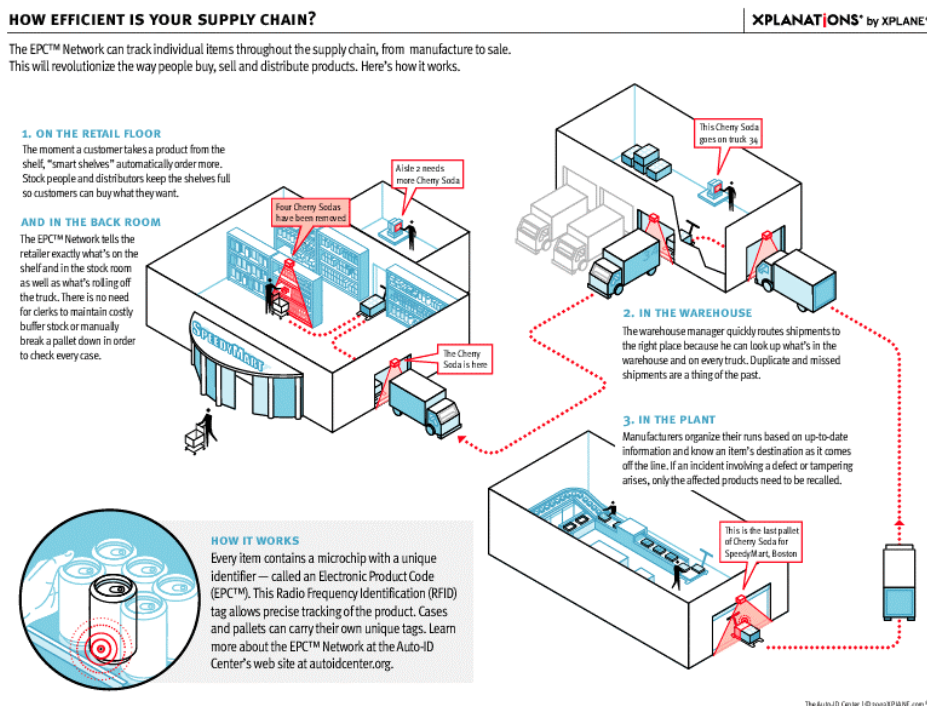 HOW EFFICIENT IS YOUR SUPPLY CHAIN?
XPLANATiONS® by XPLANE®
The EPC™ Network can track individual items throughout the supply chain, from manufacture to sale.
This will revolutionize the way people buy, sell and distribute products. Here's how it works.
1. ON THE RETAIL FLOOR
The moment a customer takes a product from the
shelf, “smart shelves” automatically order more.
Stock people and distributors keep the shelves full
so customers can buy what they want.
AND IN THE BACK ROOM
The EPC™ Network tells the
retailer exactly what's on the
shelf and in the stock room
as well as what's rolling off
the truck. There is no need
for clerks to maintain costly
buffer stock or manually
break a pallet down in order
to check every case.
Four Cherry Sodas
have been removed
Aisle 2 needs
more Cherry Soda
SPEEDYMART
The Cherry
Soda is here
This Cherry Soda
goes on truck 34
2. IN THE WAREHOUSE
The warehouse manager quickly routes shipments to
the right place because he can look up what's in the
warehouse and on every truck. Duplicate and missed
shipments are a thing of the past.
3. IN THE PLANT
Manufacturers organize their runs based on up-to-date
information and know an item's destination as it comes
off the line. If an incident involving a defect or tampering
arises, only the affected products need to be recalled.
This is the last pallet
of Cherry Soda for
SpeedyMart, Boston
HOW IT WORKS
Every item contains a microchip with a unique
identifier — called an Electronic Product Code
(EPC™). This Radio Frequency Identification (RFID)
tag allows precise tracking of the product. Cases
and pallets can carry their own unique tags. Learn
more about the EPC™ Network at the Auto-ID
Center's web site at autoidcenter.org.
The Auto-ID Center | © XPLANE.com